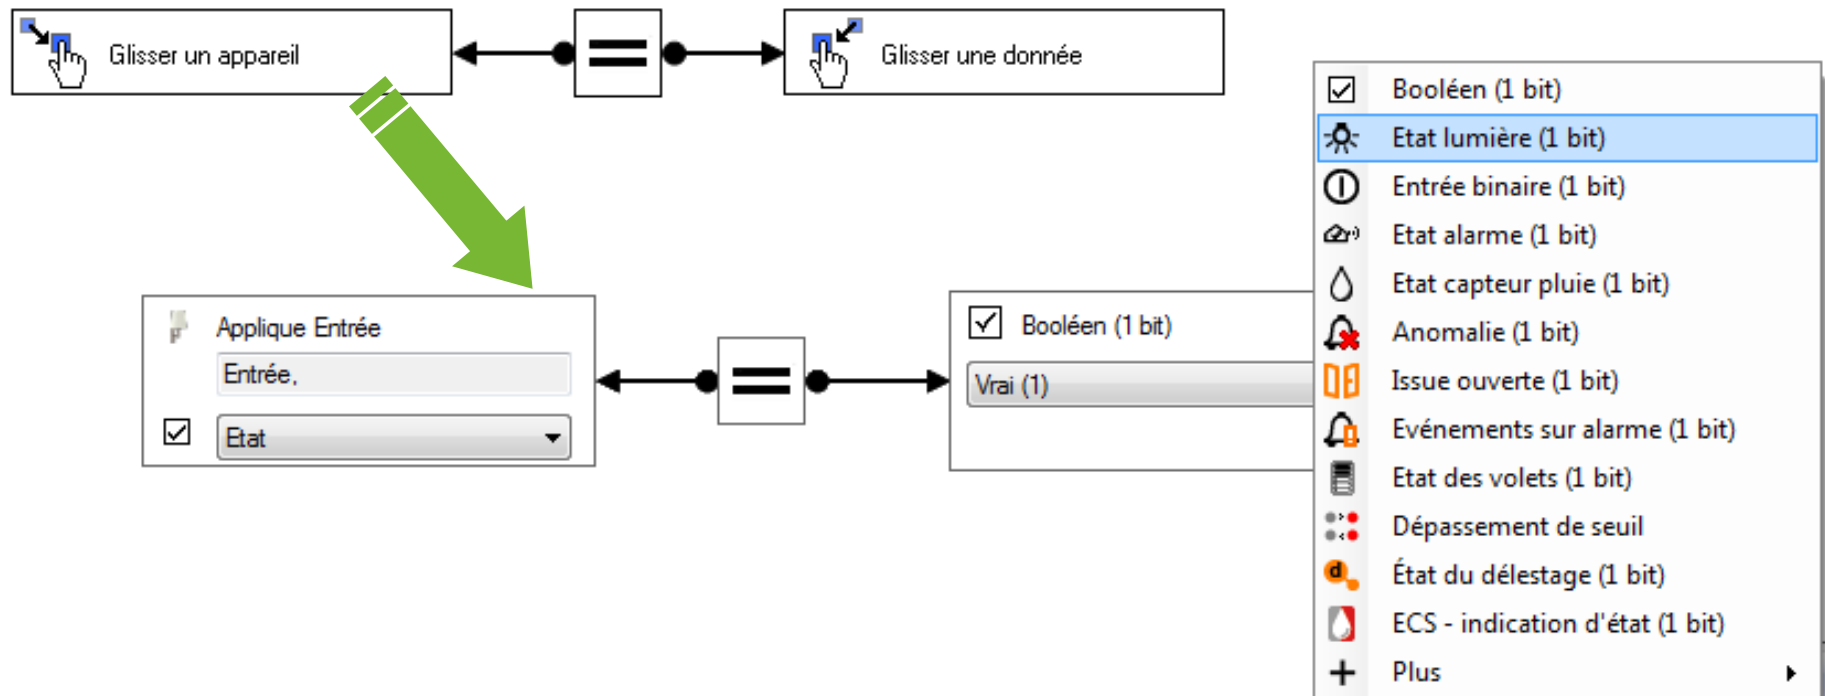 Glisser un appareil
Glisser une donnée
Applique Entrée
Entrée,
Etat
Booléen (1 bit)
Vrai (1)
Booléen (1 bit)
Etat lumière (1 bit)
Entrée binaire (1 bit)
Etat alarme (1 bit)
Etat capteur pluie (1 bit)
Anomalie (1 bit)
Issue ouverte (1 bit)
Evénements sur alarme (1 bit)
Etat des volets (1 bit)
Dépassement de seuil
État du délestage (1 bit)
ECS - indication d'état (1 bit)
Plus